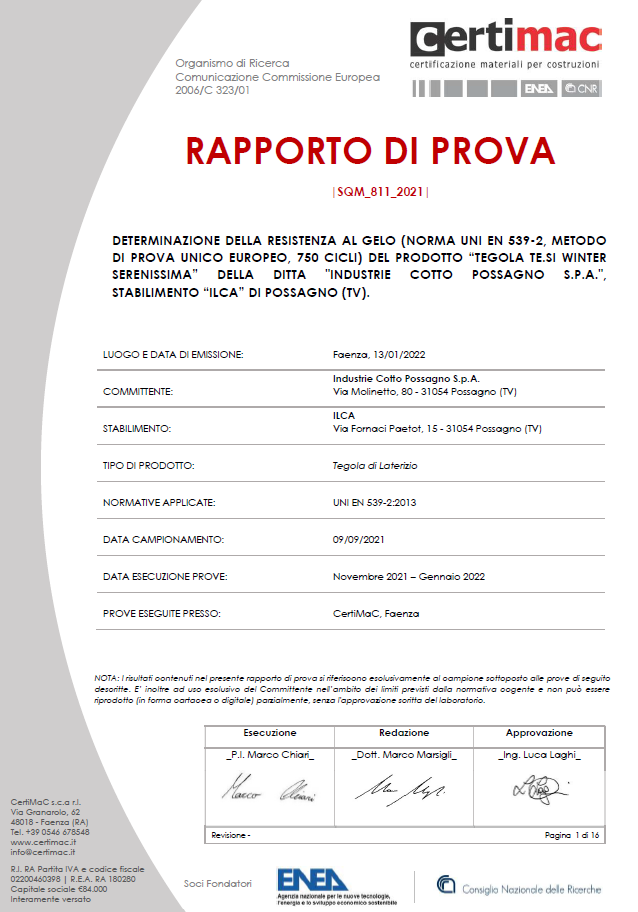 certimac
certificazione materiali per costruzioni
ENEA CNR
Organismo di Ricerca
Comunicazione Commissione Europea
2006/C 323/01
RAPPORTO DI PROVA
|SQM_811_2021|
DETERMINAZIONE DELLA RESISTENZA AL GELO (NORMA UNI EN 539-2, METODO
DI PROVA UNICO EUROPEO, 750 CICLI) DEL PRODOTTO “TEGOLA TE.SI WINTER
SERENISSIMA” DELLA DITTA "INDUSTRIE COTTO POSSAGNO S.P.A.",
STABILIMENTO “ILCA” DI POSSAGNO (TV).
LUOGO E DATA DI EMISSIONE: Faenza, 13/01/2022
Industrie Cotto Possagno S.p.A.
COMMITTENTE: Via Molinetto, 80 - 31054 Possagno (TV)
ILCA
STABILIMENTO: Via Fornaci Paetot, 15 - 31054 Possagno (TV)
TIPO DI PRODOTTO: Tegola di Laterizio
NORMATIVE APPLICATE: UNI EN 539-2:2013
DATA CAMPIONAMENTO: 09/09/2021
DATA ESECUZIONE PROVE: Novembre 2021 – Gennaio 2022
PROVE ESEGUITE PRESSO: CertiMaC, Faenza
NOTA: I risultati contenuti nel presente rapporto di prova si riferiscono esclusivamente al campione sottoposto alle prove di seguito
descritte. E' inoltre ad uso esclusivo del Committente nell'ambito dei limiti previsti dalla normativa cogente e non può essere
riprodotto (in forma cartacea o digitale) parzialmente, senza l'approvazione scritta del laboratorio.
Esecuzione Redazione Approvazione
_P.I. Marco Chiari_ _Dott. Marco Marsigli_ _Ing. Luca Laghi_
Marco Chiari
Revisione - Pagina 1 di 16
CertiMaC s.c.a r.l.
Via Granarolo, 62
48018 - Faenza (RA)
Tel. +39 0546 678548
www.certimac.it
info@certimac.it
R.I. RA Partita IVA e codice fiscale
02200460398 | R.E.A. RA 180280
Capitale sociale €84.000
Interamente versato
Soci Fondatori
ENEA
Agenzia nazionale per le nuove tecnologie,
l'energia e lo sviluppo economico sostenibile
Consiglio Nazionale delle Ricerche